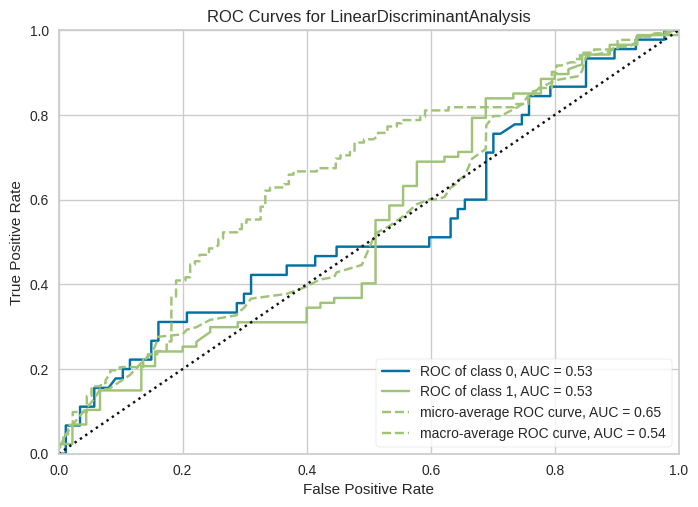 ROC Curves for LinearDiscriminantAnalysis
1.0
0.8
0.6
0.4
0.2
0.0
True Positive Rate
ROC of class 0, AUC = 0.53
ROC of class 1, AUC = 0.53
micro-average ROC curve, AUC = 0.65
macro-average ROC curve, AUC = 0.54
0.0 0.2 0.4 0.6 0.8 1.0
False Positive Rate